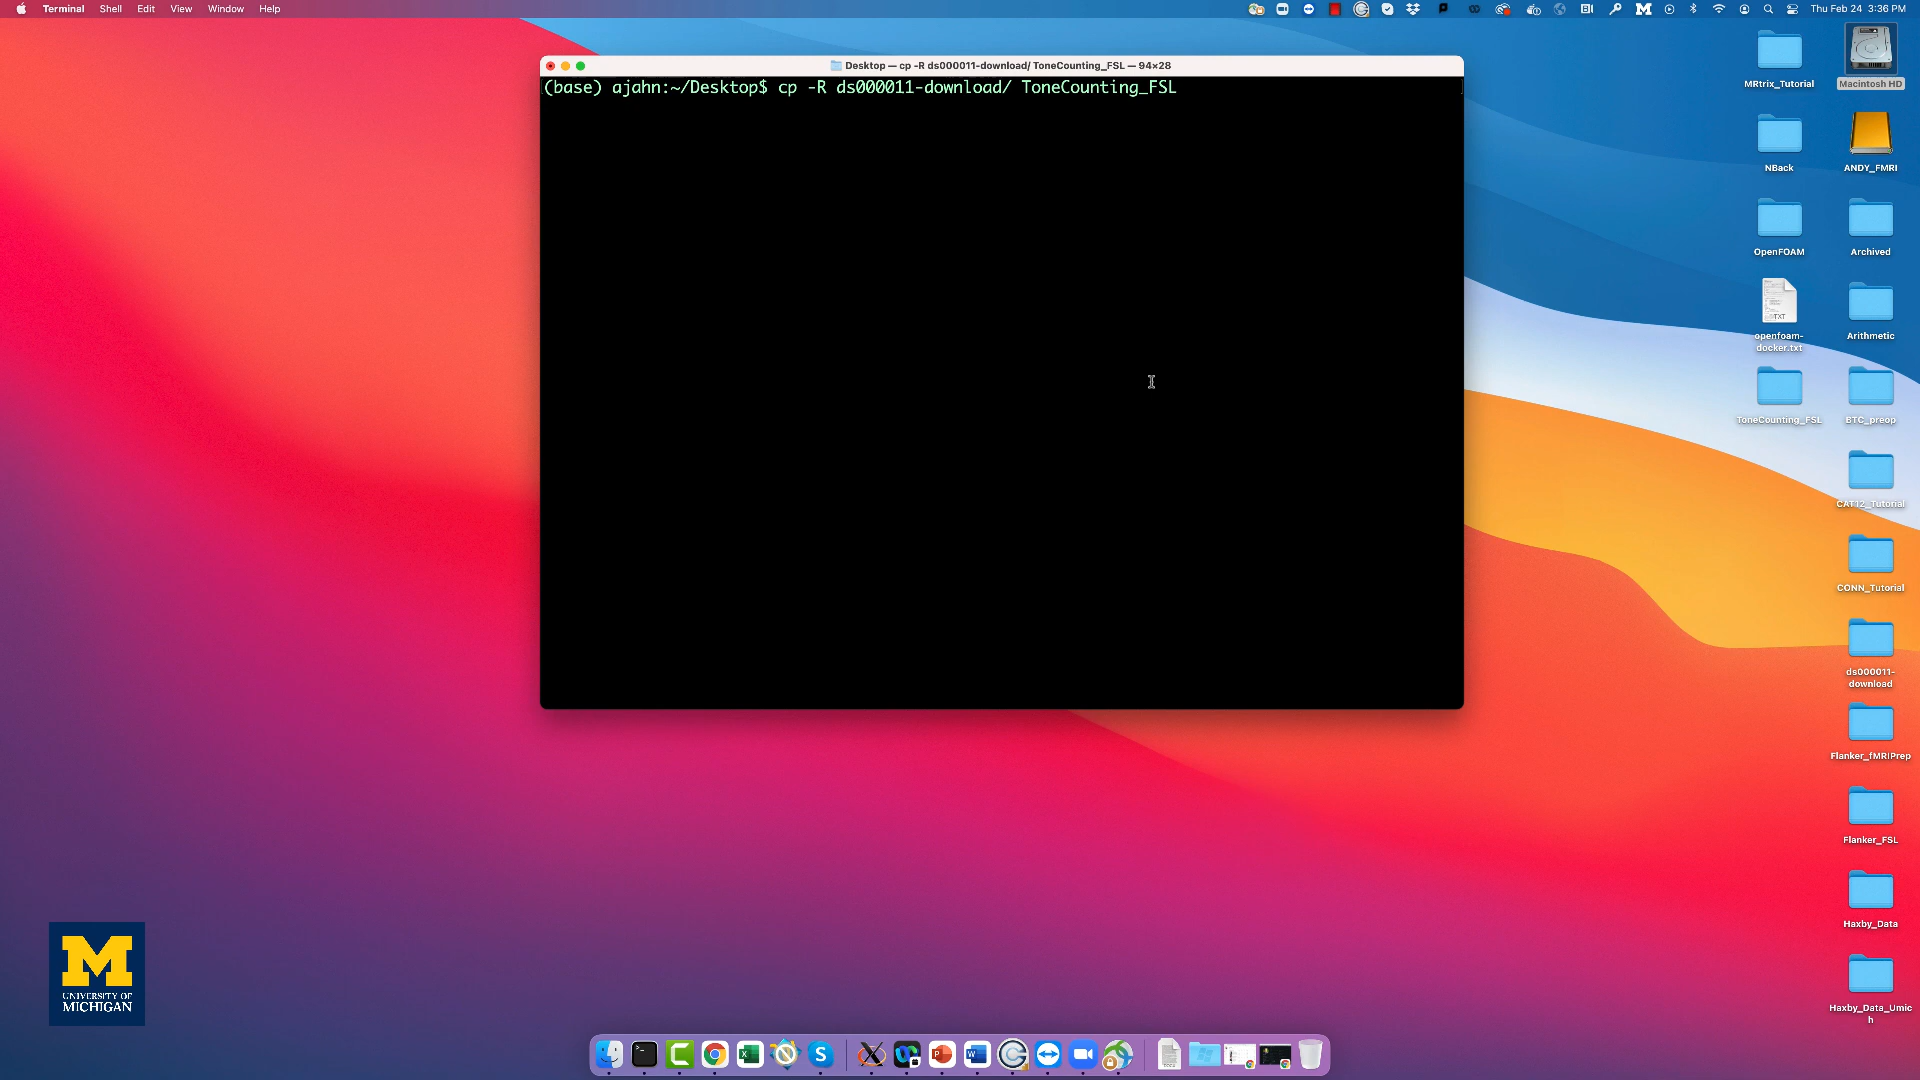 Terminal Shell Edit View Window Help
Thu Feb 24 3:36 PM
Desktop — cp -R ds000011-download/ ToneCounting_FSL — 94×28
(base) ajahn:~/Desktop$ cp -R ds000011-download/ ToneCounting_FSL
MRtrix_Tutorial
Macintosh HD
NBack
ANDY_FMRI
OpenFOAM
Archived
TXT
openfoam-
docker.txt
Arithmetic
ToneCounting_FSL
BTC_preop
CAT12_Tutorial
CONN_Tutorial
ds000011-
download
Flanker_fMRIPrep
Flanker_FSL
Haxby_Data
Haxby_Data_Umic
h
M
UNIVERSITY OF
MICHIGAN